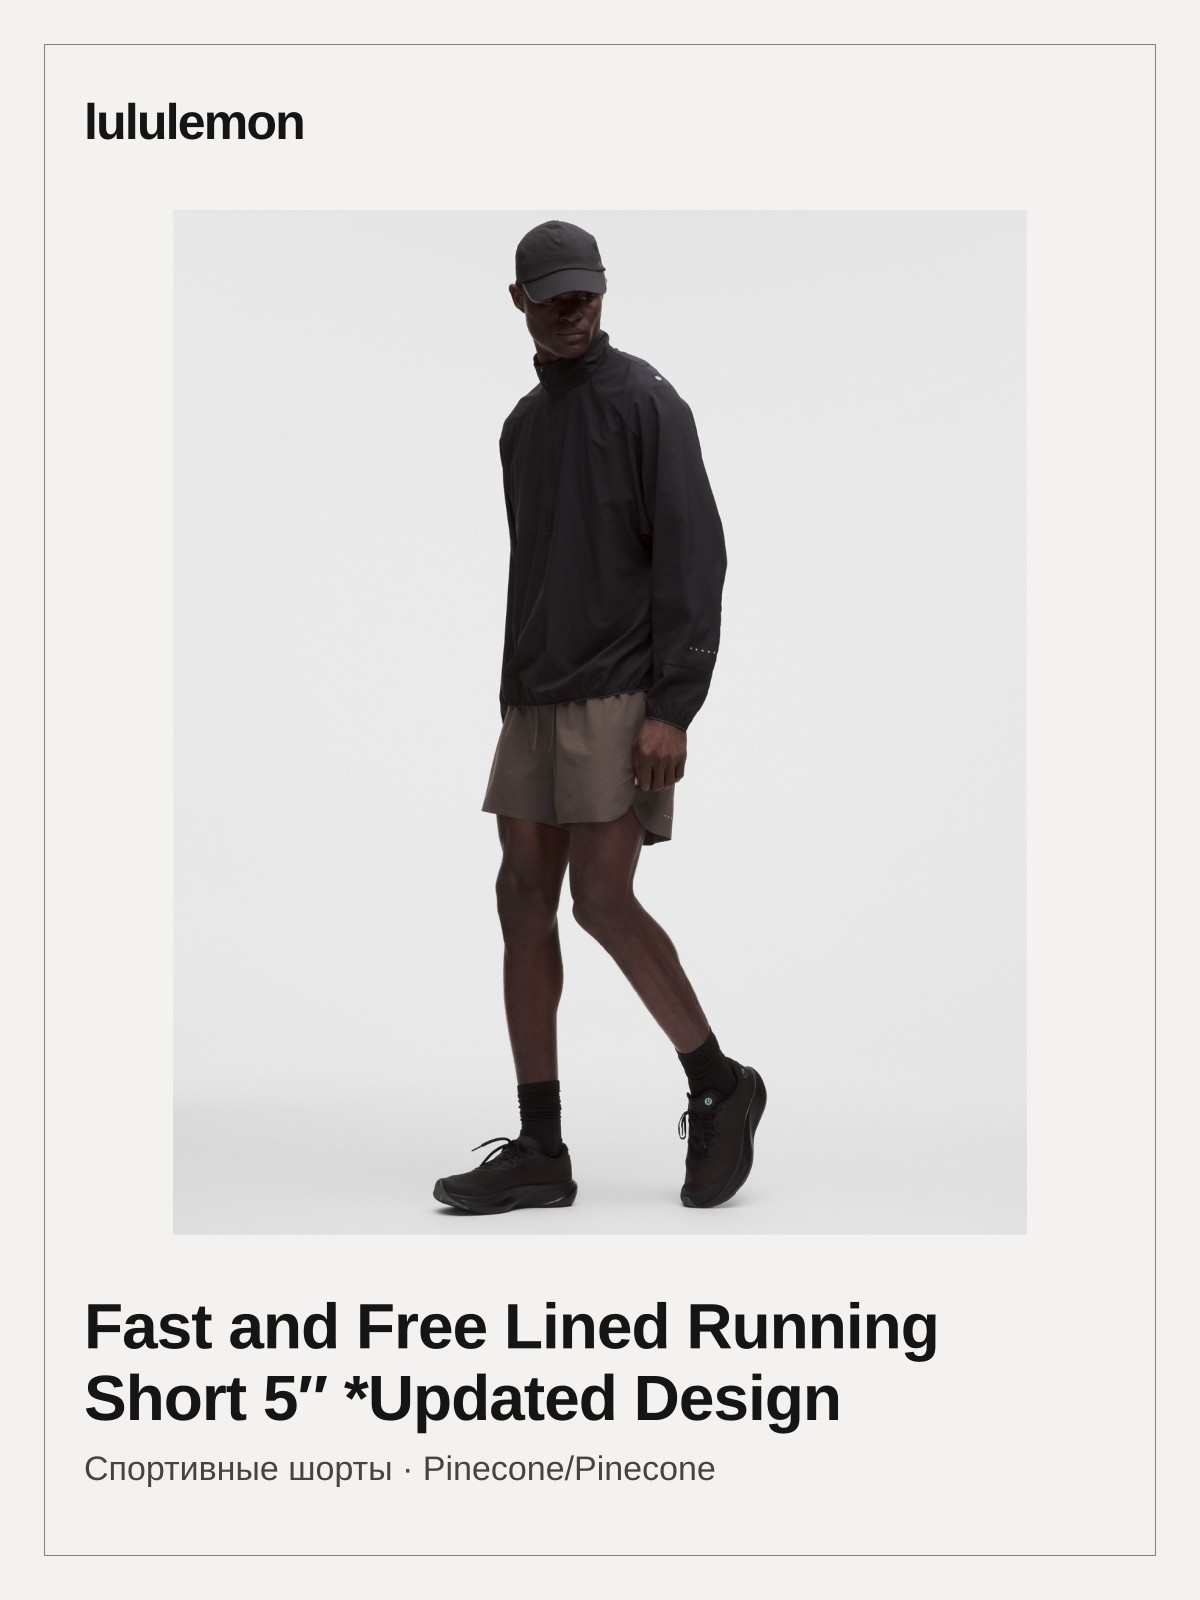 lululemon
Fast and Free Lined Running
Short 5″ *Updated Design
Спортивные шорты · Pinecone/Pinecone